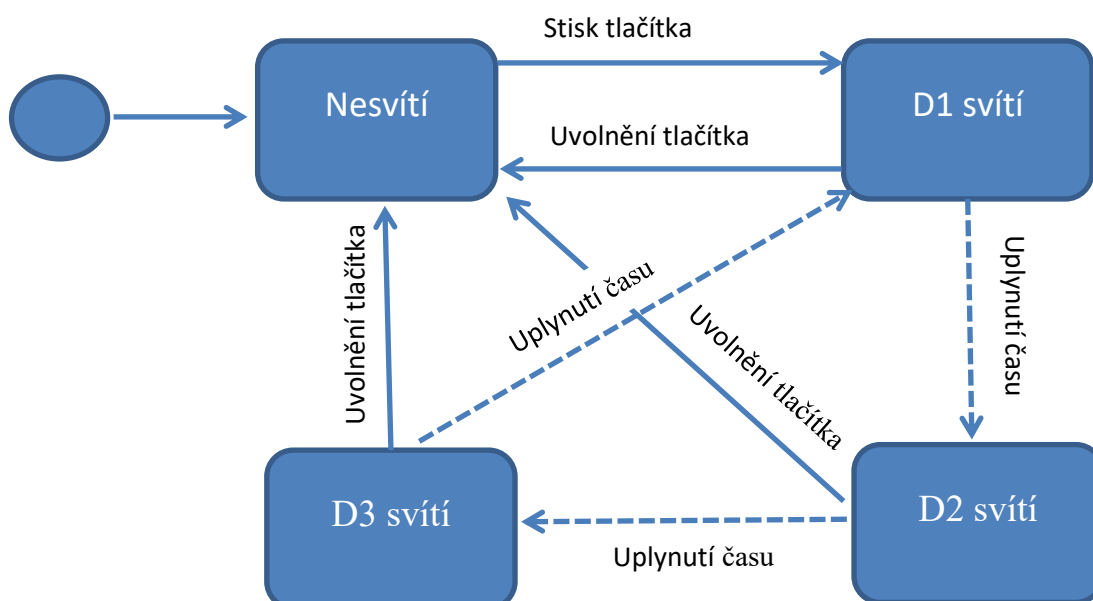 Stisk tlačítka
Nesvítí
D1 svítí
Uvolnění tlačítka
Uvolnění tlačítka
Uplynutí času
Uvolnění tlačítka
Uplynutí času
D3 svítí
D2 svítí
Uplynutí času